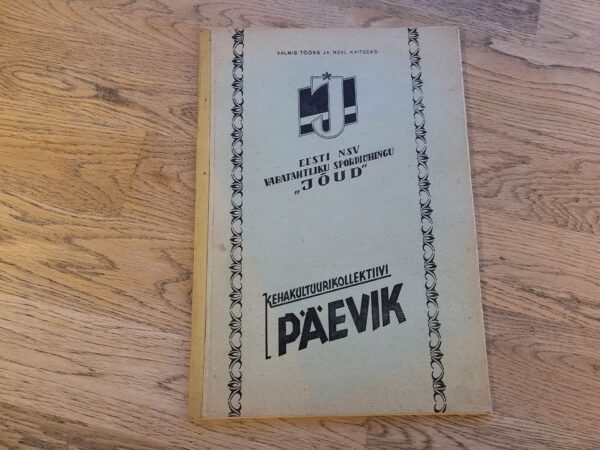 VALMIS TÖÖKS JA NSVL KAITSEKS!
J
EESTI NSV
VABATAHTLIKU SPORDIÜHINGU
„JÕUD“
KEHAKULTUURIKOLLEKTIIVI
PÄEVIK